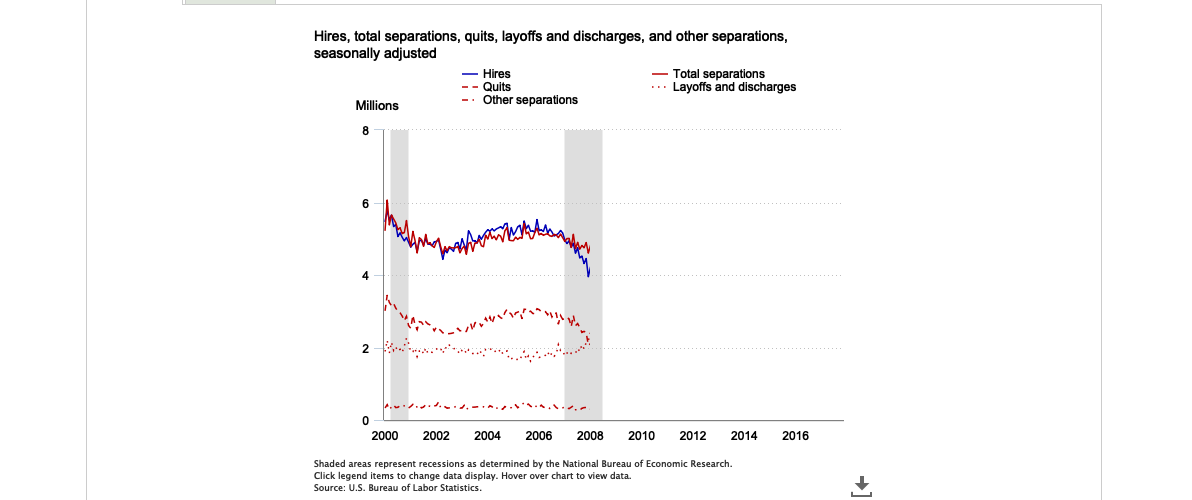 Hires, total separations, quits, layoffs and discharges, and other separations,
seasonally adjusted
Hires
Total separations
Quits
Layoffs and discharges
Other separations
Millions
8
6
4
2
0
2000 2002 2004 2006 2008 2010 2012 2014 2016
Shaded areas represent recessions as determined by the National Bureau of Economic Research.
Click legend items to change data display. Hover over chart to view data.
Source: U.S. Bureau of Labor Statistics.